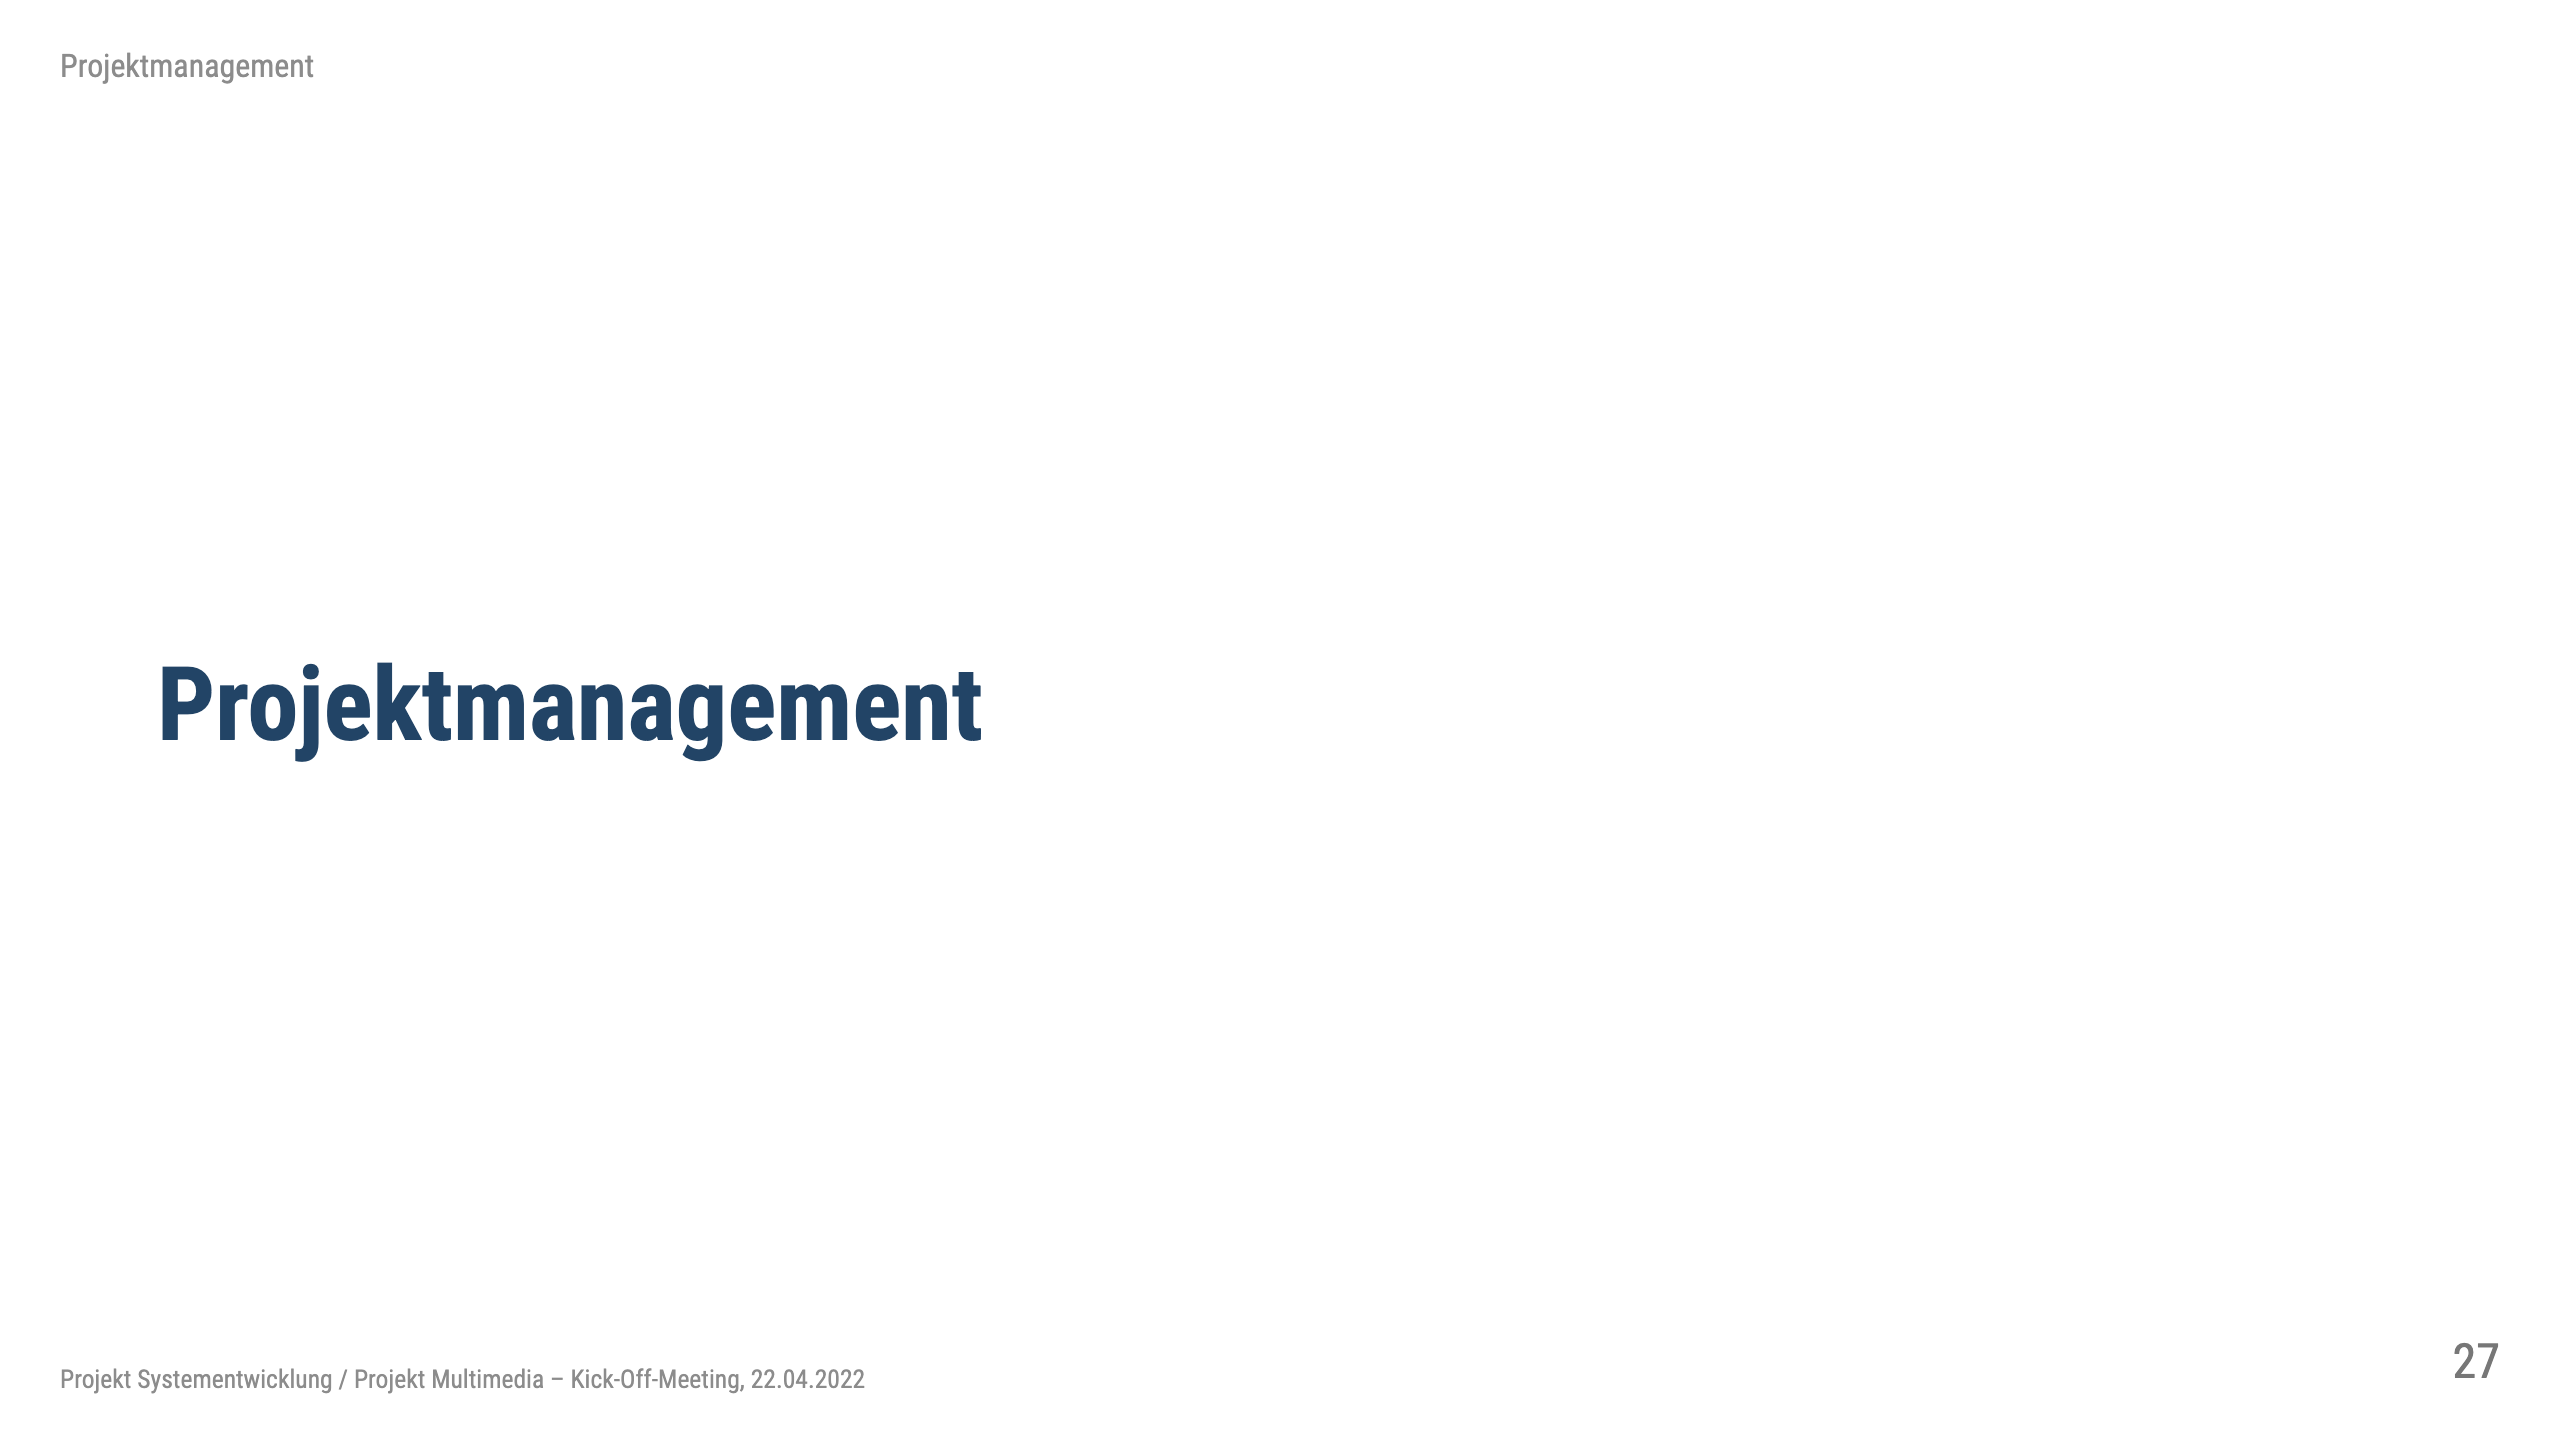 Projektmanagement
Projektmanagement
Projekt Systementwicklung / Projekt Multimedia – Kick-Off-Meeting, 22.04.2022
27